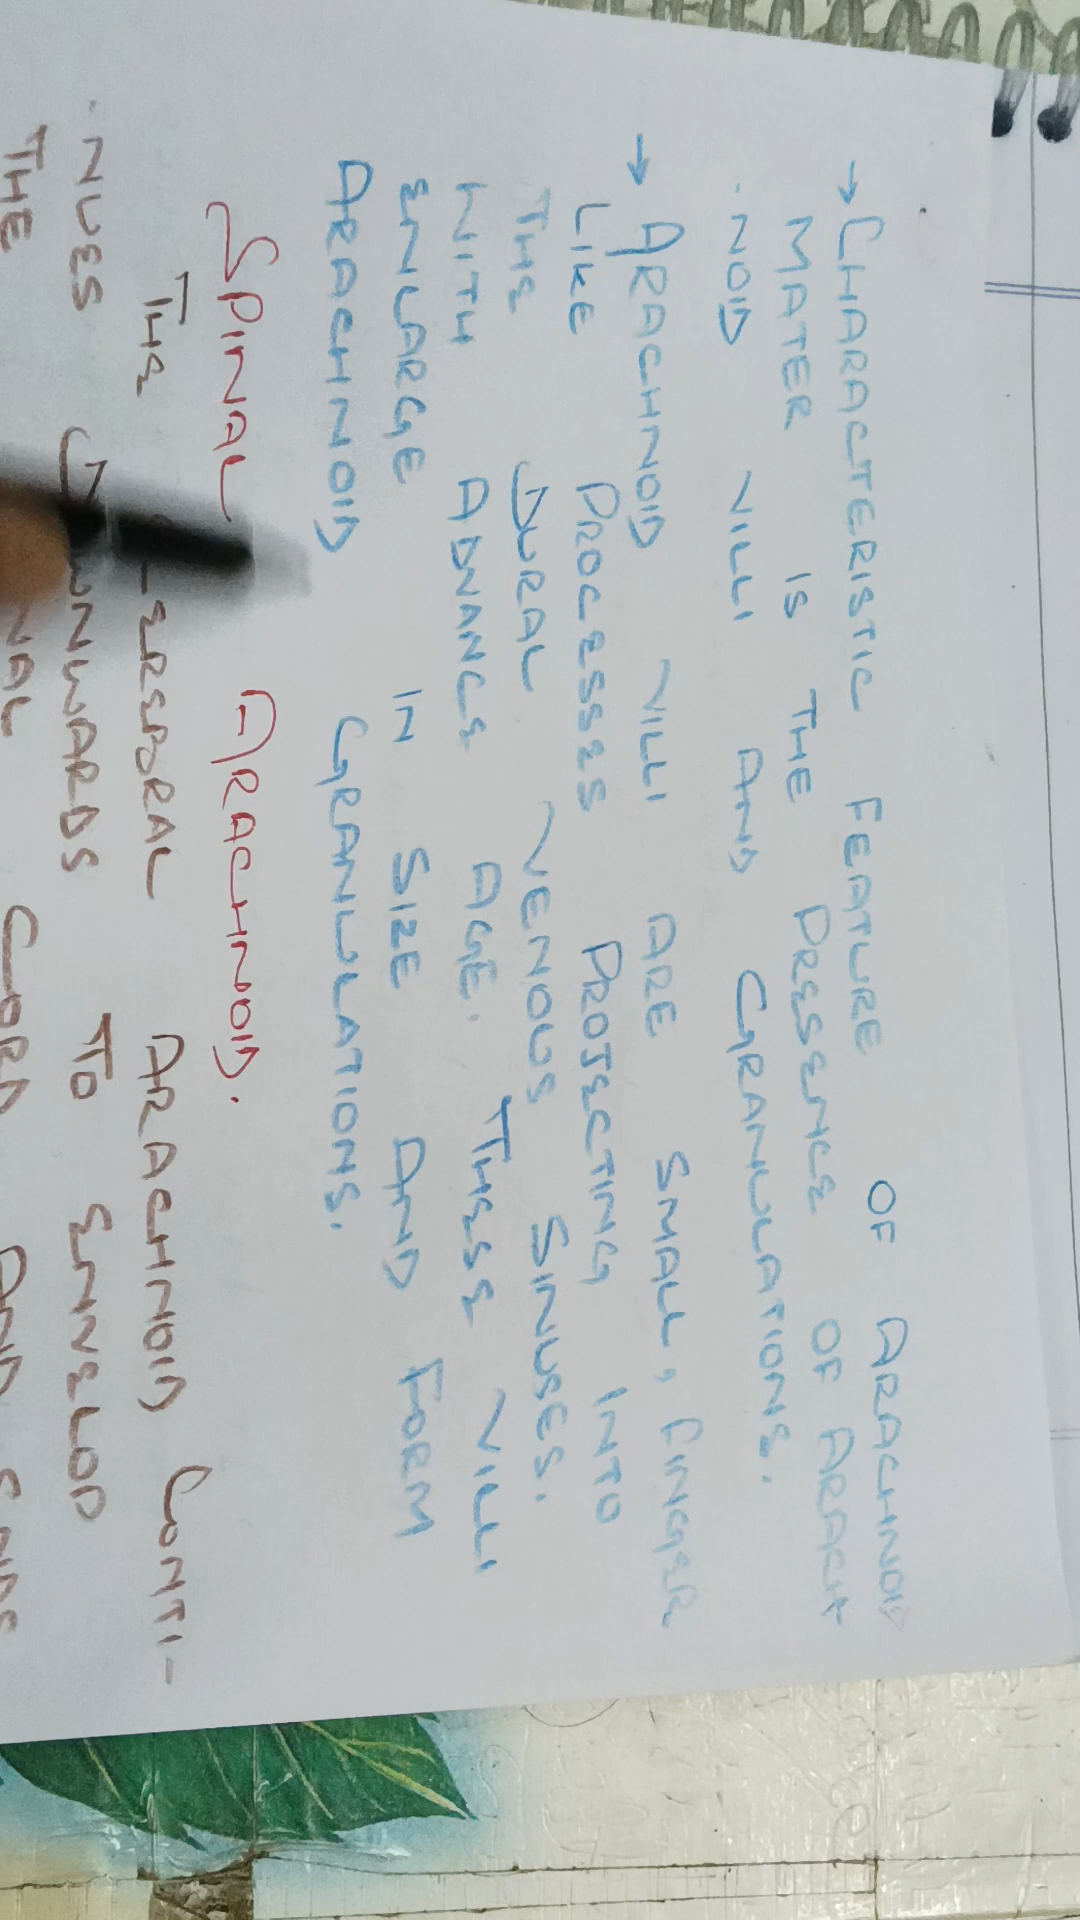 → CHARACTERISTIC FEATURE OF ARACHNOID
MATER IS THE PRESENCE OF ARACH
-NOID VILLI AND GRANULATIONS.
→ ARACHNOID VILLI ARE SMALL, FINGER
LIKE PROCESSES PROJECTING INTO
THE DURAL VENOUS SINUSES.
WITH ADVANCE AGE. THESE VILLI
ENLARGE IN SIZE AND FORM
ARACHNOID GRANULATIONS.
SPINAL ARACHNOID.
THE ARACHNOID CONTI-
-NUES DOWNWARDS TO ENVELOP
THE CORD AND